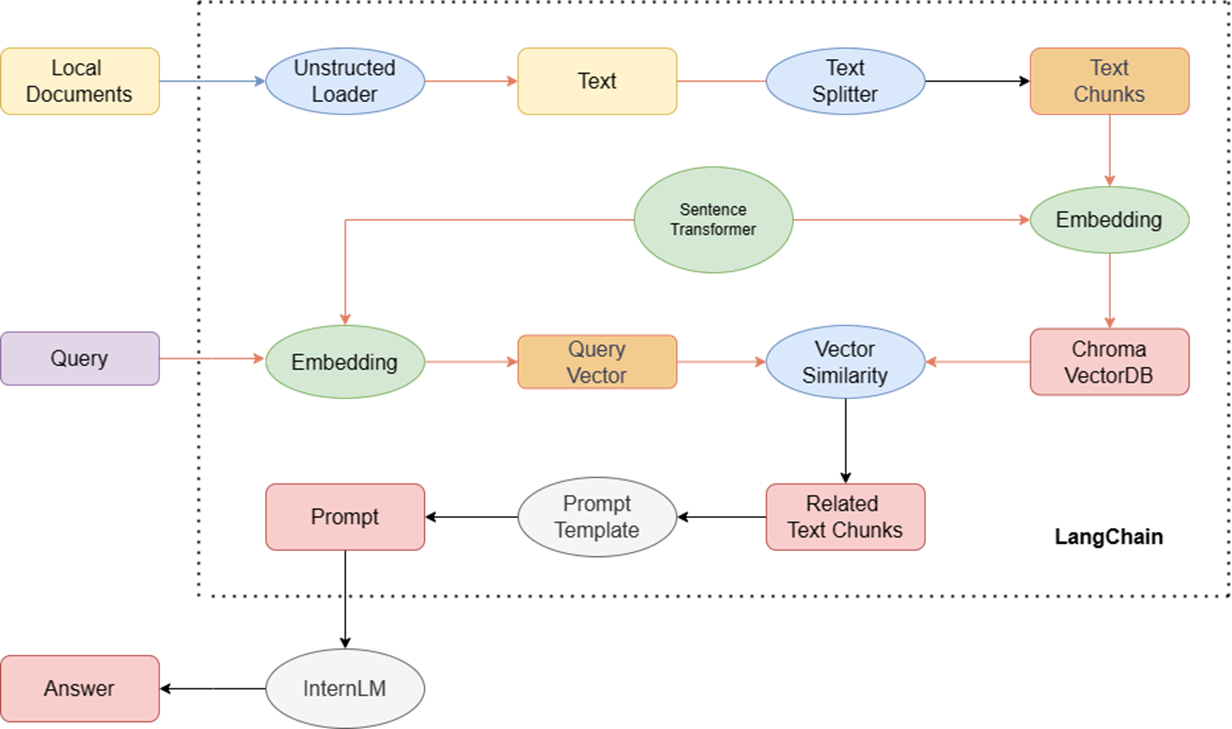 Local
Documents
Unstructed
Loader
Text
Text
Splitter
Text
Chunks
Sentence
Transformer
Embedding
Query
Embedding
Query
Vector
Vector
Similarity
Chroma
VectorDB
Prompt
Prompt
Template
Related
Text Chunks
LangChain
Answer
InternLM